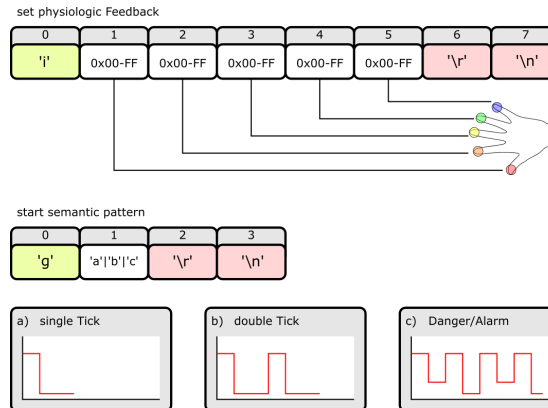 set physiologic Feedback
0 1 2 3 4 5 6 7
'i' 0x00-FF 0x00-FF 0x00-FF 0x00-FF 0x00-FF '\r' '\n'
start semantic pattern
0 1 2 3
'g' 'a'|'b'|'c' '\r' '\n'
a) single Tick b) double Tick c) Danger/Alarm